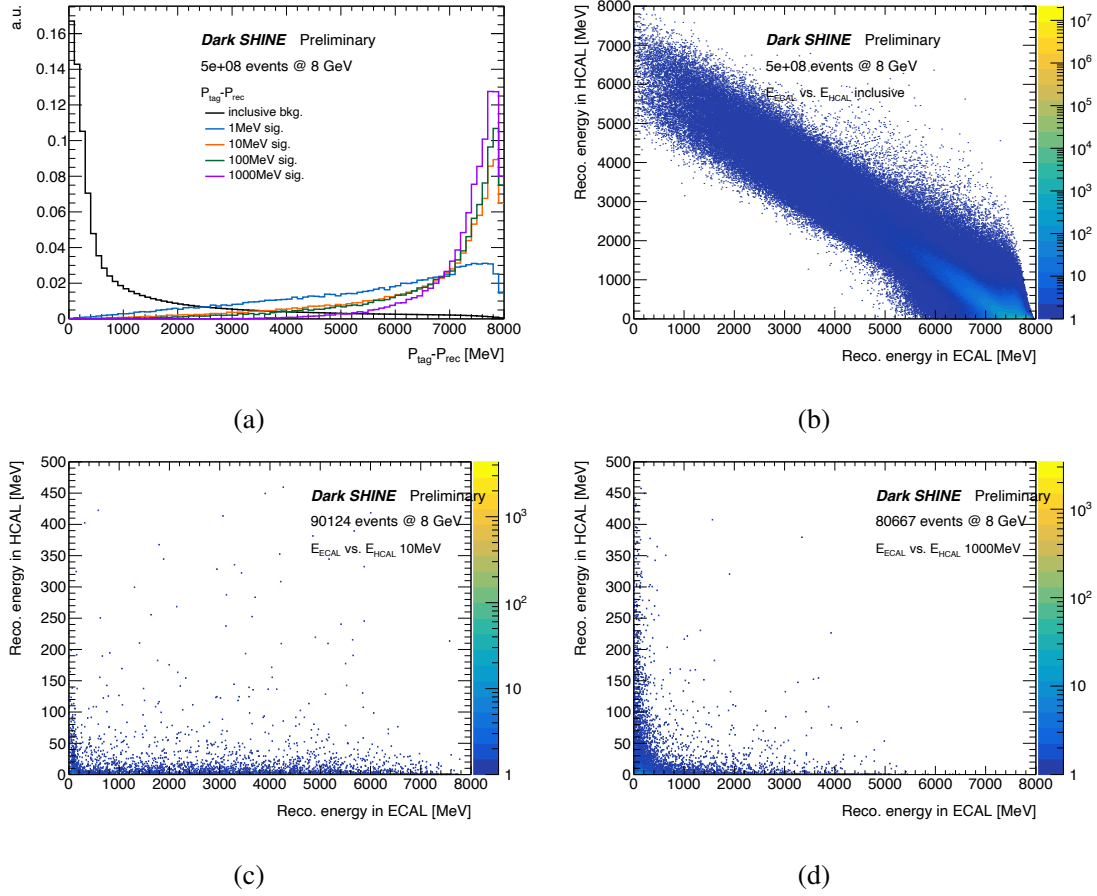 a.u.
0.16
0.14
0.12
0.1
0.08
0.06
0.04
0.02
0
Dark SHINE Preliminary
5e+08 events @ 8 GeV
P_tag-P_rec
inclusive bkg.
1MeV sig.
10MeV sig.
100MeV sig.
1000MeV sig.
0 1000 2000 3000 4000 5000 6000 7000 8000
P_tag-P_rec [MeV]
(a)
Reco. energy in HCAL [MeV]
8000
7000
6000
5000
4000
3000
2000
1000
0
Dark SHINE Preliminary
5e+08 events @ 8 GeV
E_ECAL vs. E_HCAL inclusive
0 1000 2000 3000 4000 5000 6000 7000 8000
Reco. energy in ECAL [MeV]
10^7
10^6
10^5
10^4
10^3
10^2
10
1
(b)
Reco. energy in HCAL [MeV]
500
450
400
350
300
250
200
150
100
50
0
Dark SHINE Preliminary
90124 events @ 8 GeV
E_ECAL vs. E_HCAL 10MeV
0 1000 2000 3000 4000 5000 6000 7000 8000
Reco. energy in ECAL [MeV]
10^3
10^2
10
1
(c)
Reco. energy in HCAL [MeV]
500
450
400
350
300
250
200
150
100
50
0
Dark SHINE Preliminary
80667 events @ 8 GeV
E_ECAL vs. E_HCAL 1000MeV
0 1000 2000 3000 4000 5000 6000 7000 8000
Reco. energy in ECAL [MeV]
10^3
10^2
10
1
(d)